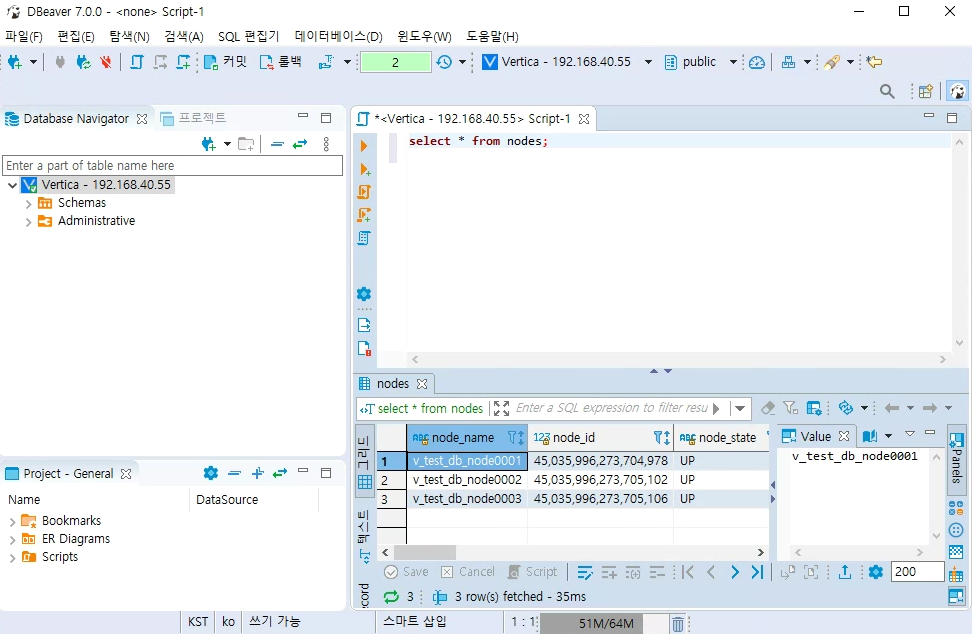 DBeaver 7.0.0 - <none> Script-1
파일(F) 편집(E) 탐색(N) 검색(A) SQL 편집기 데이터베이스(D) 윈도우(W) 도움말(H)
커밋 롤백 2 Vertica - 192.168.40.55 public
Database Navigator 프로젝트
Enter a part of table name here
Vertica - 192.168.40.55
Schemas
Administrative
*<Vertica - 192.168.40.55> Script-1
select * from nodes;
Project - General
Name DataSource
Bookmarks
ER Diagrams
Scripts
nodes
select * from nodes Enter a SQL expression to filter resu
그리드
텍스트
node_name 123 node_id ABC node_state
1 v_test_db_node0001 45,035,996,273,704,978 UP
2 v_test_db_node0002 45,035,996,273,705,102 UP
3 v_test_db_node0003 45,035,996,273,705,106 UP
Value
v_test_db_node0001
Panels
Save Cancel Script 200
3 3 row(s) fetched - 35ms
KST ko 쓰기 가능 스마트 삽입 1 : 1 51M/64M